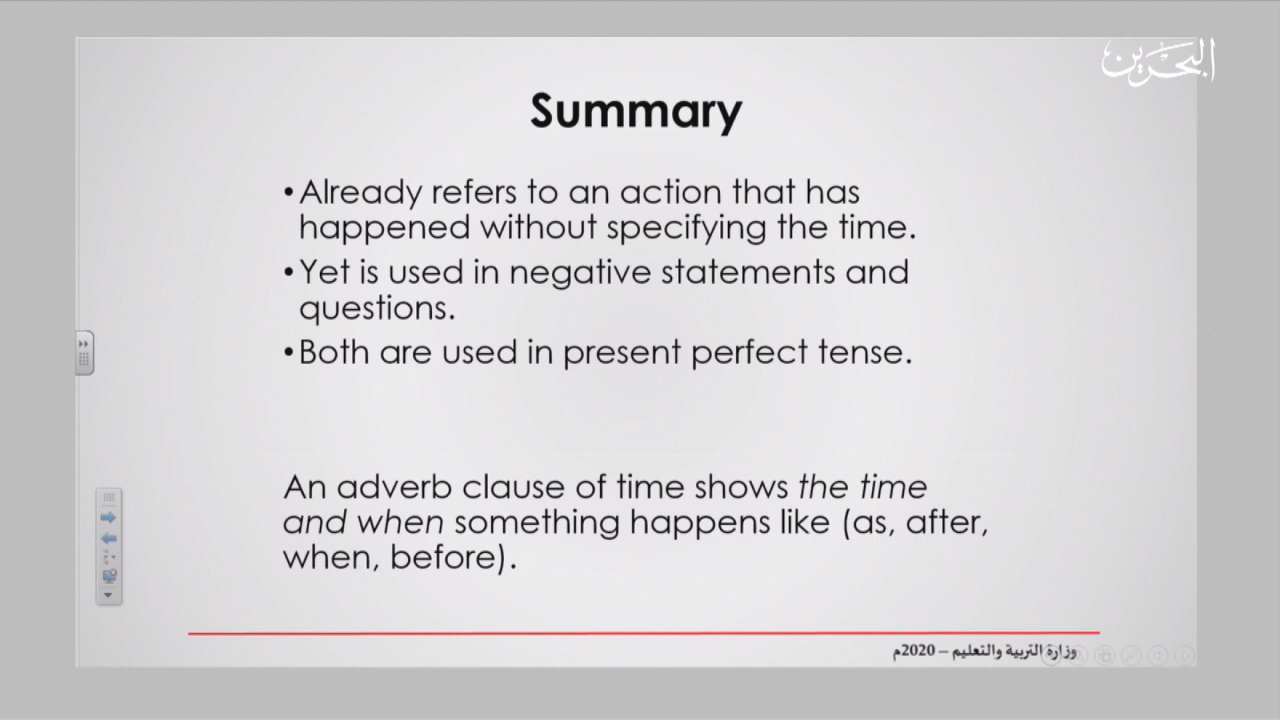 البحرين
Summary
• Already refers to an action that has
happened without specifying the time.
• Yet is used in negative statements and
questions.
• Both are used in present perfect tense.
An adverb clause of time shows the time
and when something happens like (as, after,
when, before).
وزارة التربية والتعليم – 2020م